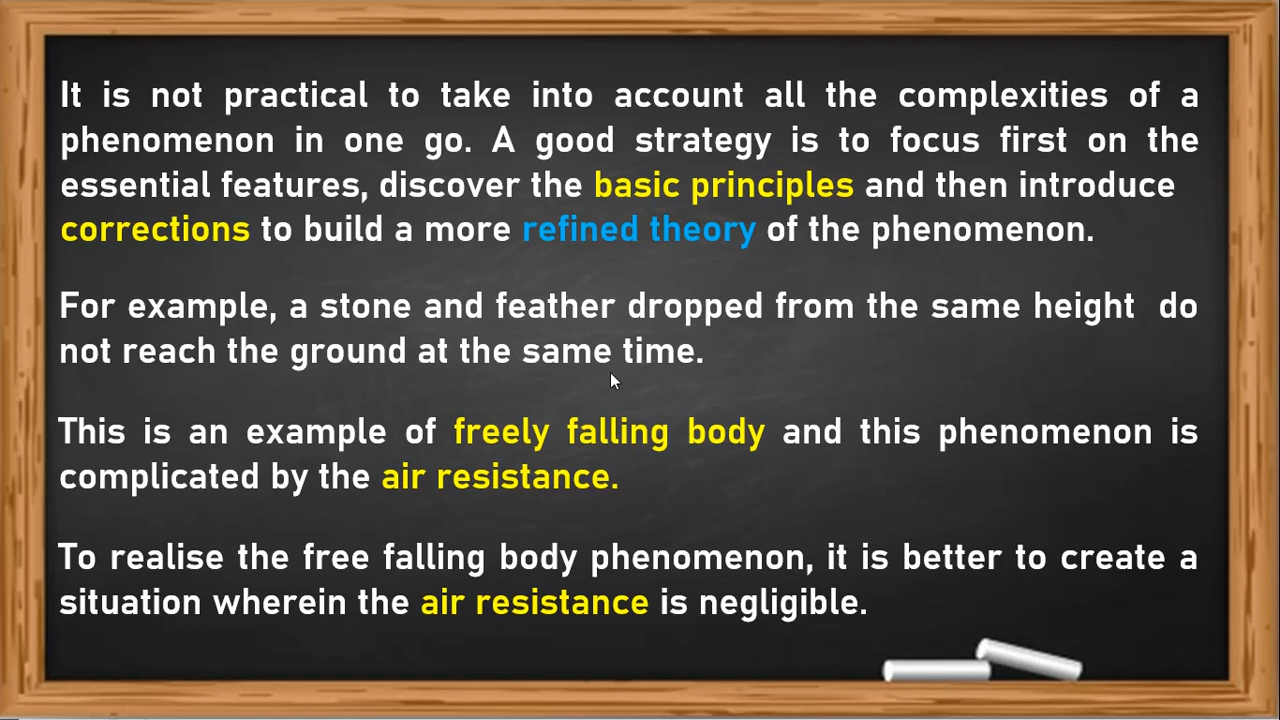 It is not practical to take into account all the complexities of a
phenomenon in one go. A good strategy is to focus first on the
essential features, discover the basic principles and then introduce
corrections to build a more refined theory of the phenomenon.
For example, a stone and feather dropped from the same height do
not reach the ground at the same time.
This is an example of freely falling body and this phenomenon is
complicated by the air resistance.
To realise the free falling body phenomenon, it is better to create a
situation wherein the air resistance is negligible.